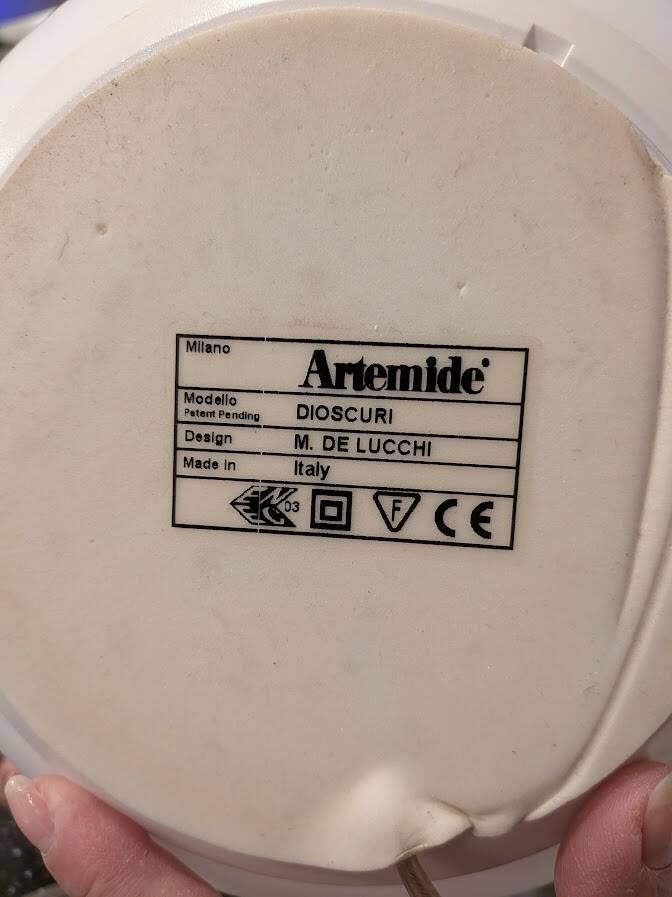 Milano Artemide
Modello
Patent Pending DIOSCURI
Design M. DE LUCCHI
Made in Italy
03 F CE